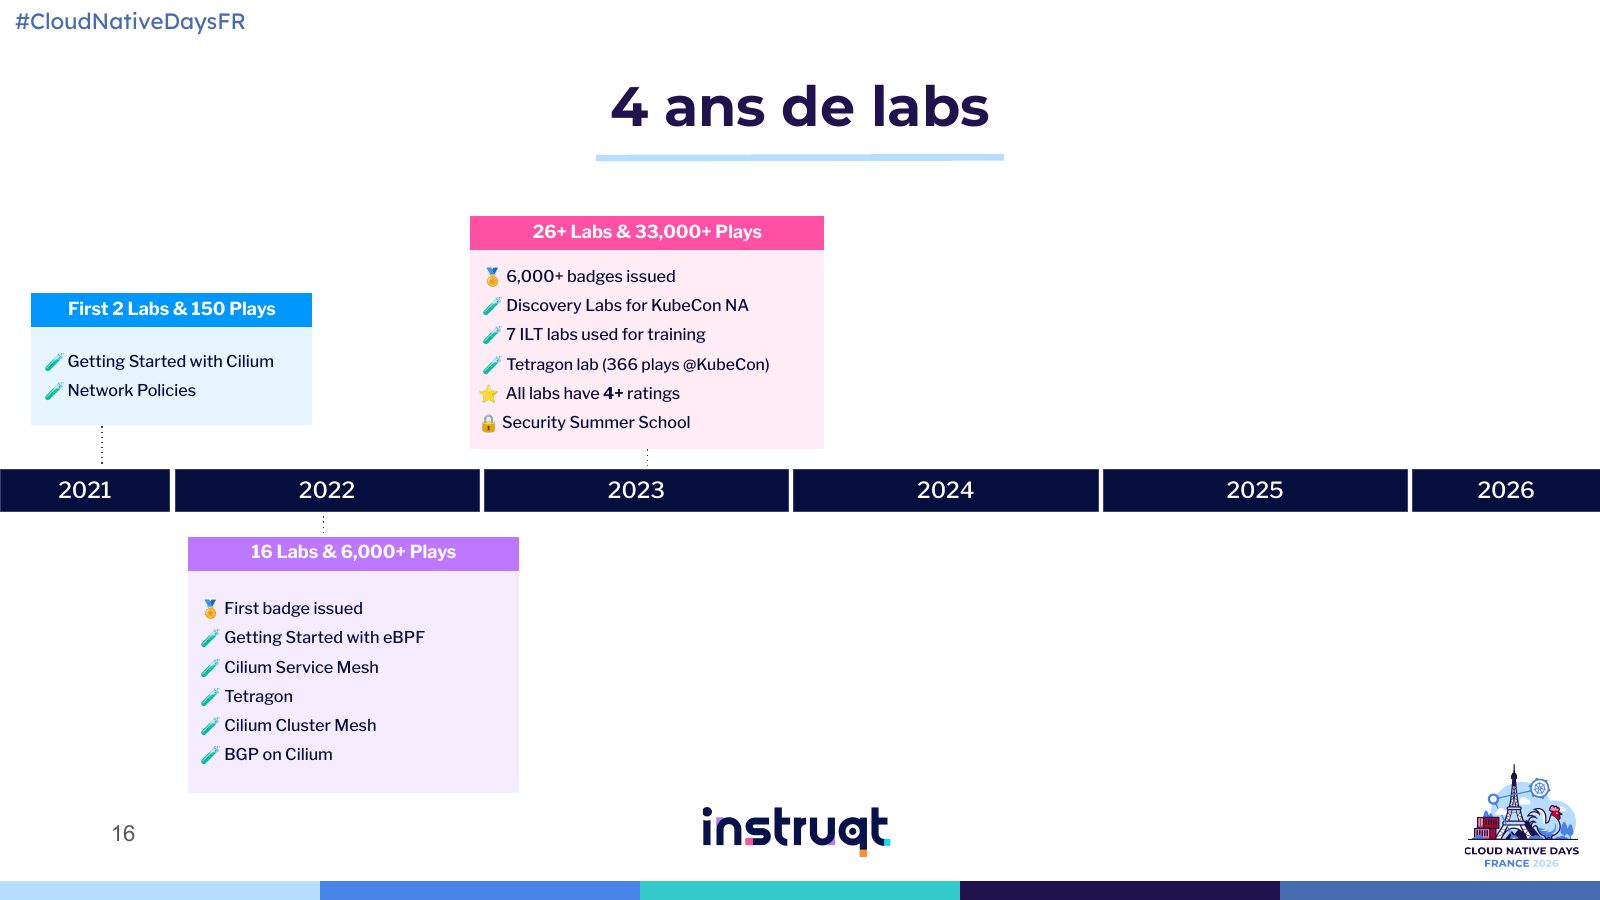 #CloudNativeDaysFR
4 ans de labs
26+ Labs & 33,000+ Plays
🏅 6,000+ badges issued
🧪 Discovery Labs for KubeCon NA
🧪 7 ILT labs used for training
🧪 Tetragon lab (366 plays @KubeCon)
⭐ All labs have 4+ ratings
🔒 Security Summer School
First 2 Labs & 150 Plays
🧪 Getting Started with Cilium
🧪 Network Policies
2021 2022 2023 2024 2025 2026
16 Labs & 6,000+ Plays
🏅 First badge issued
🧪 Getting Started with eBPF
🧪 Cilium Service Mesh
🧪 Tetragon
🧪 Cilium Cluster Mesh
🧪 BGP on Cilium
16
instruqt
CLOUD NATIVE DAYS
FRANCE 2026